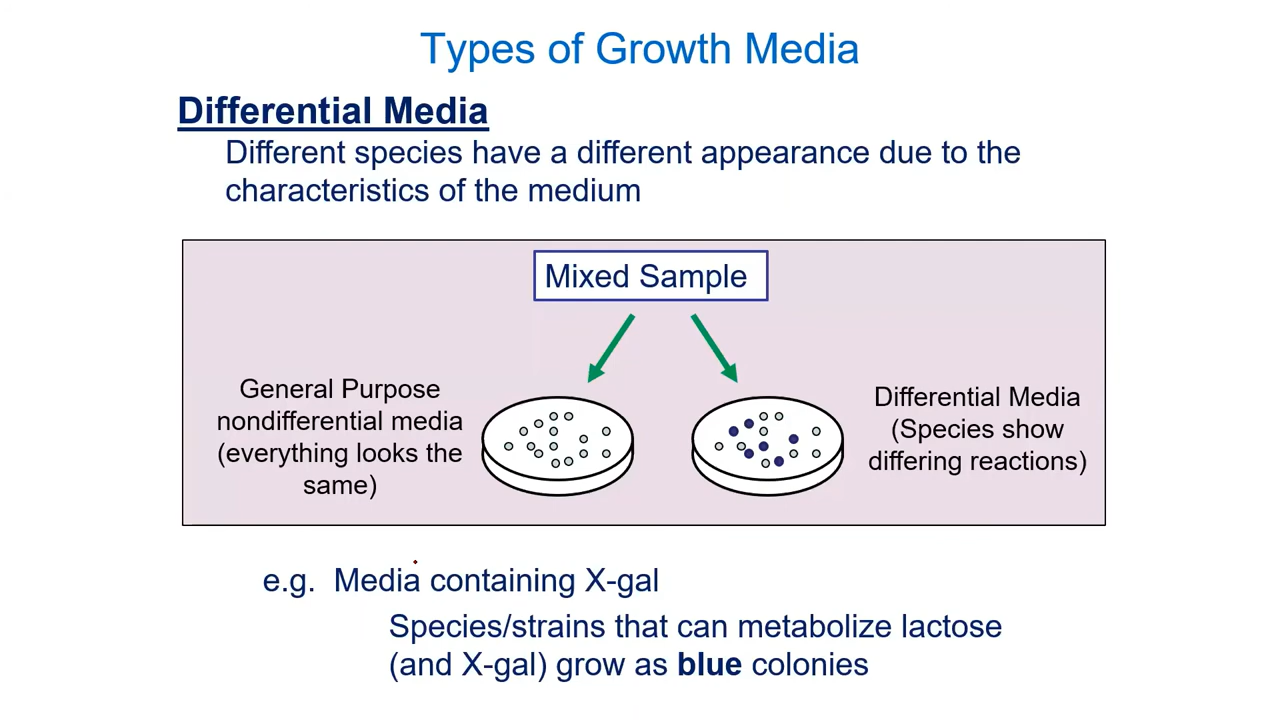 Types of Growth Media
Differential Media
Different species have a different appearance due to the
characteristics of the medium
Mixed Sample
General Purpose
nondifferential media
(everything looks the
same)
Differential Media
(Species show
differing reactions)
e.g. Media containing X-gal
Species/strains that can metabolize lactose
(and X-gal) grow as blue colonies